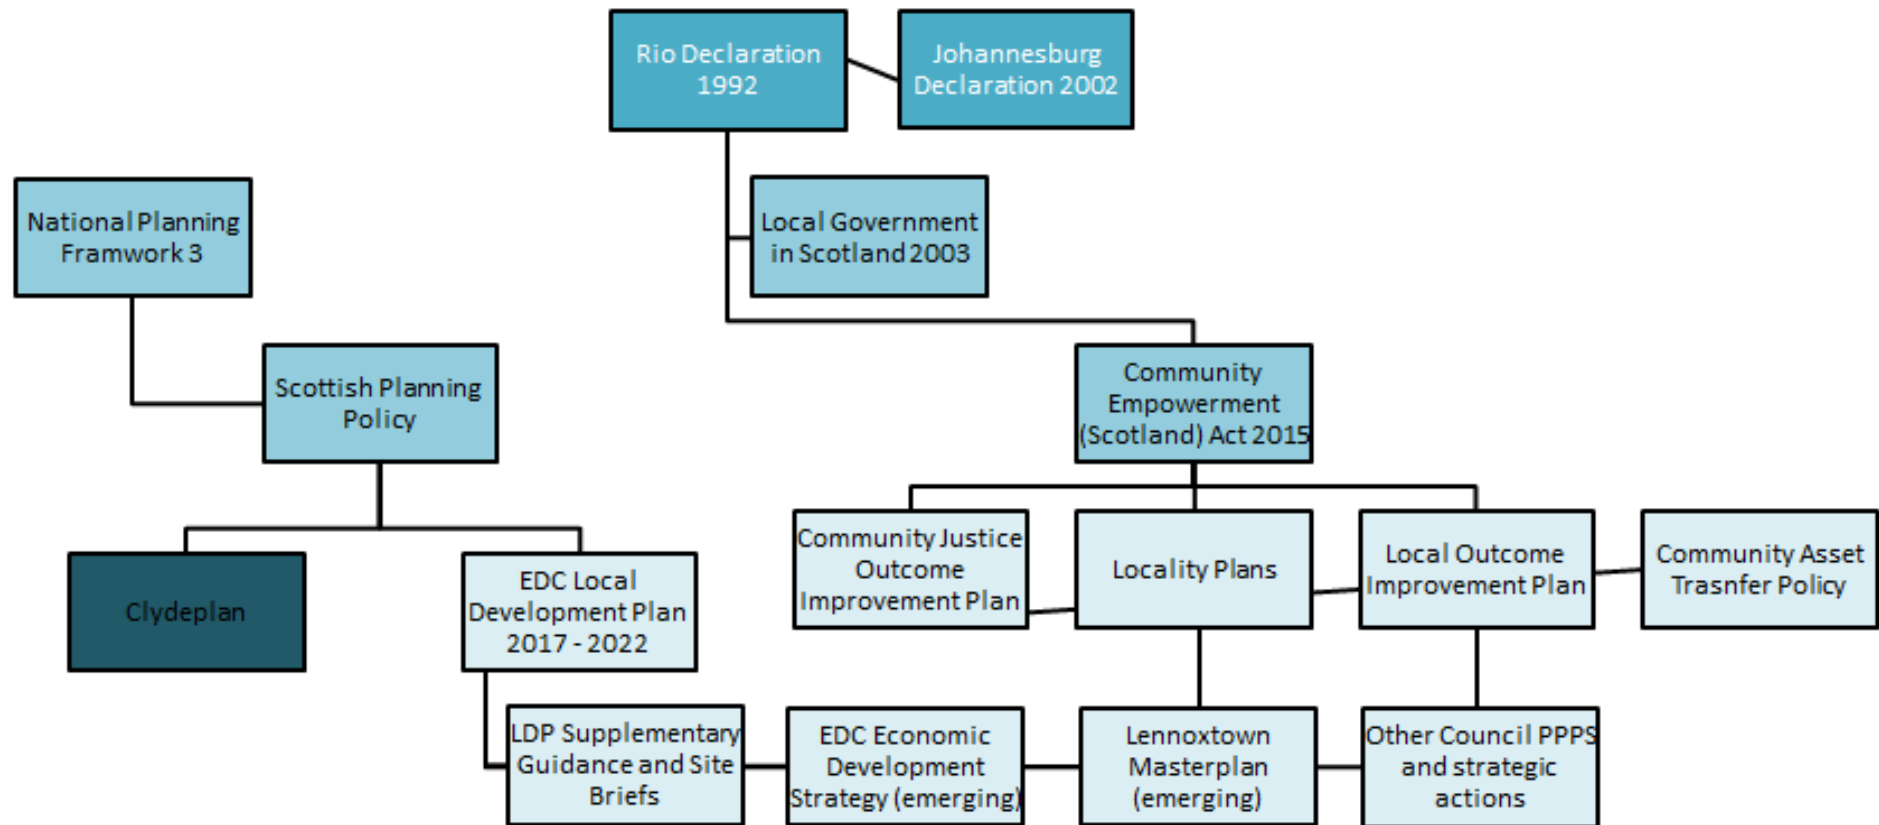 Rio Declaration
1992
Johannesburg
Declaration 2002
National Planning
Framwork 3
Local Government
in Scotland 2003
Scottish Planning
Policy
Community
Empowerment
(Scotland) Act 2015
Clydeplan
EDC Local
Development Plan
2017 - 2022
Community Justice
Outcome
Improvement Plan
Locality Plans
Local Outcome
Improvement Plan
Community Asset
Trasnfer Policy
LDP Supplementary
Guidance and Site
Briefs
EDC Economic
Development
Strategy (emerging)
Lennoxtown
Masterplan
(emerging)
Other Council PPPS
and strategic
actions